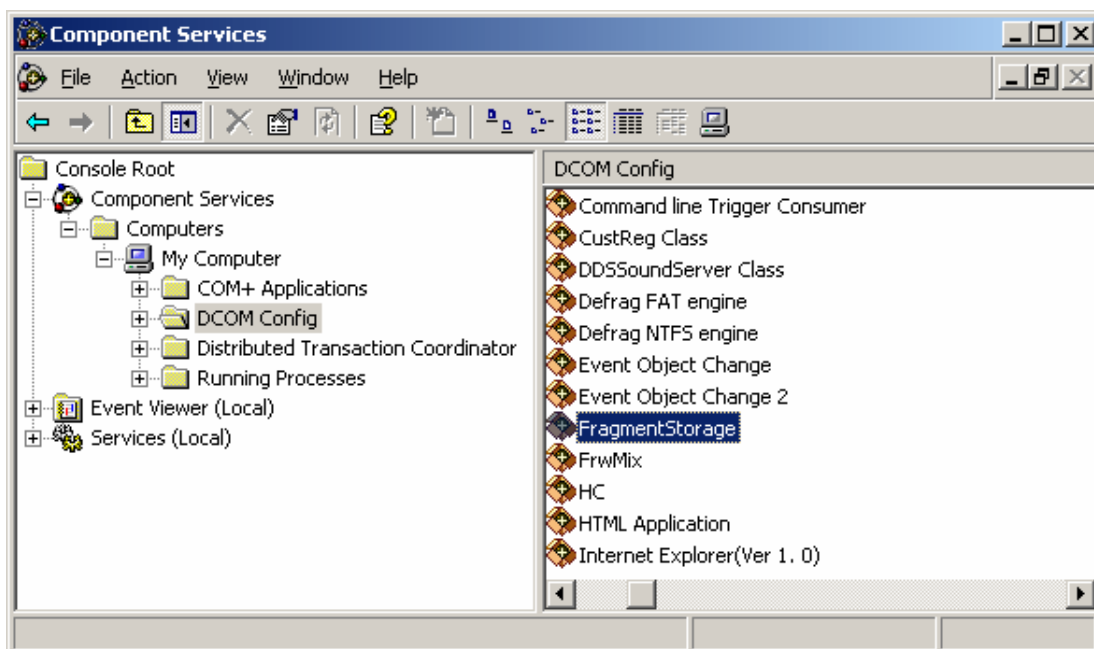 Component Services
File Action View Window Help
Console Root
Component Services
Computers
My Computer
COM+ Applications
DCOM Config
Distributed Transaction Coordinator
Running Processes
Event Viewer (Local)
Services (Local)
DCOM Config
Command line Trigger Consumer
CustReg Class
DDSSoundServer Class
Defrag FAT engine
Defrag NTFS engine
Event Object Change
Event Object Change 2
FragmentStorage
FrwMix
HC
HTML Application
Internet Explorer(Ver 1. 0)